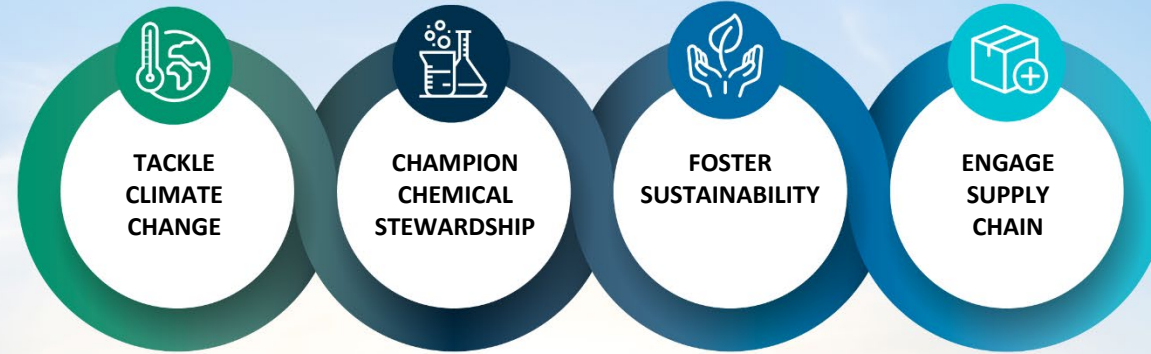 TACKLE
CLIMATE
CHANGE
CHAMPION
CHEMICAL
STEWARDSHIP
FOSTER
SUSTAINABILITY
ENGAGE
SUPPLY
CHAIN